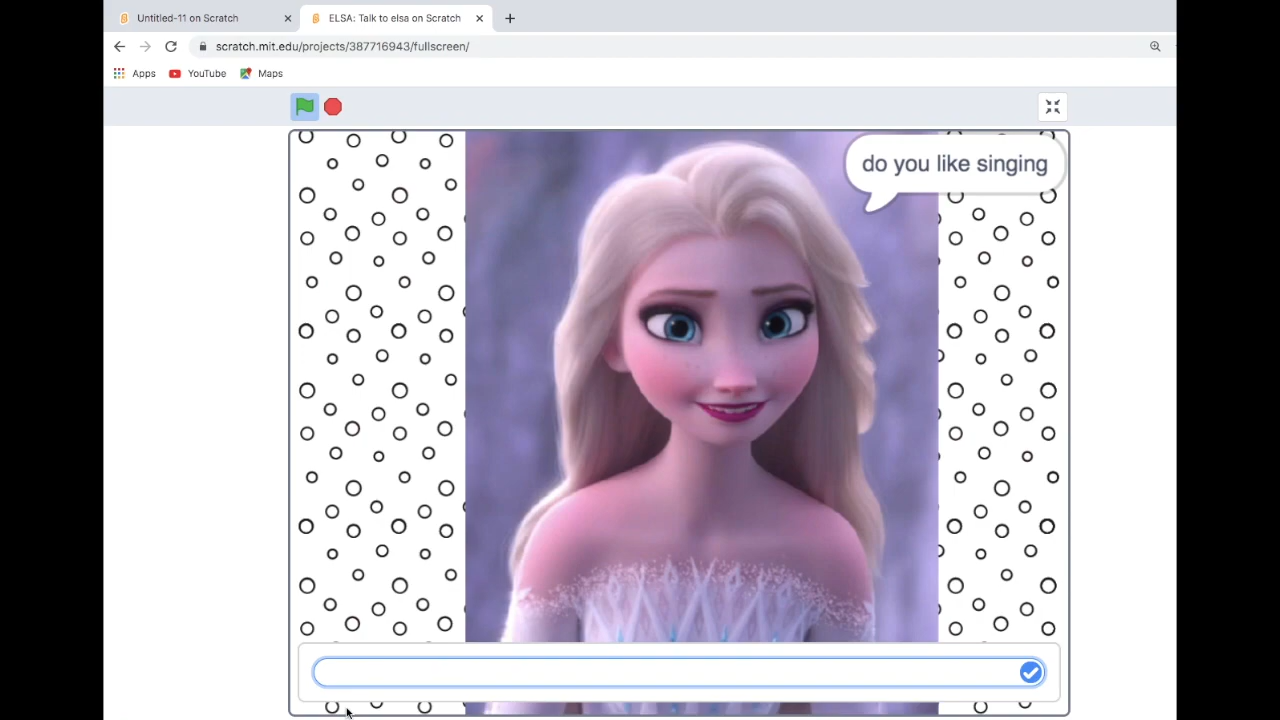 Untitled-11 on Scratch
ELSA: Talk to elsa on Scratch
scratch.mit.edu/projects/387716943/fullscreen/
Apps
YouTube
Maps
do you like singing